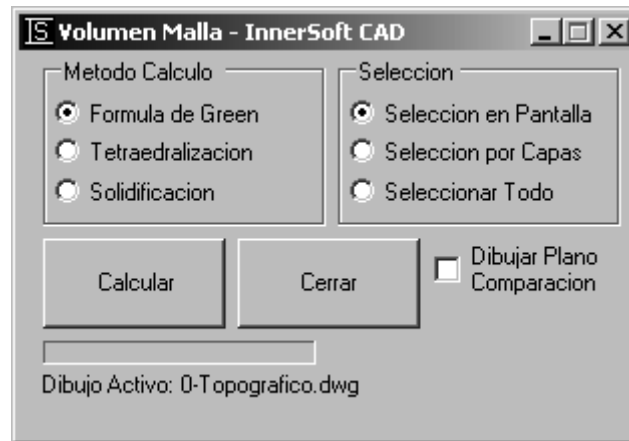 IS Volumen Malla - InnerSoft CAD
Metodo Calculo
Formula de Green
Tetraedralizacion
Solidificacion
Seleccion
Seleccion en Pantalla
Seleccion por Capas
Seleccionar Todo
Calcular
Cerrar
Dibujar Plano
Comparacion
Dibujo Activo: 0-Topografico.dwg